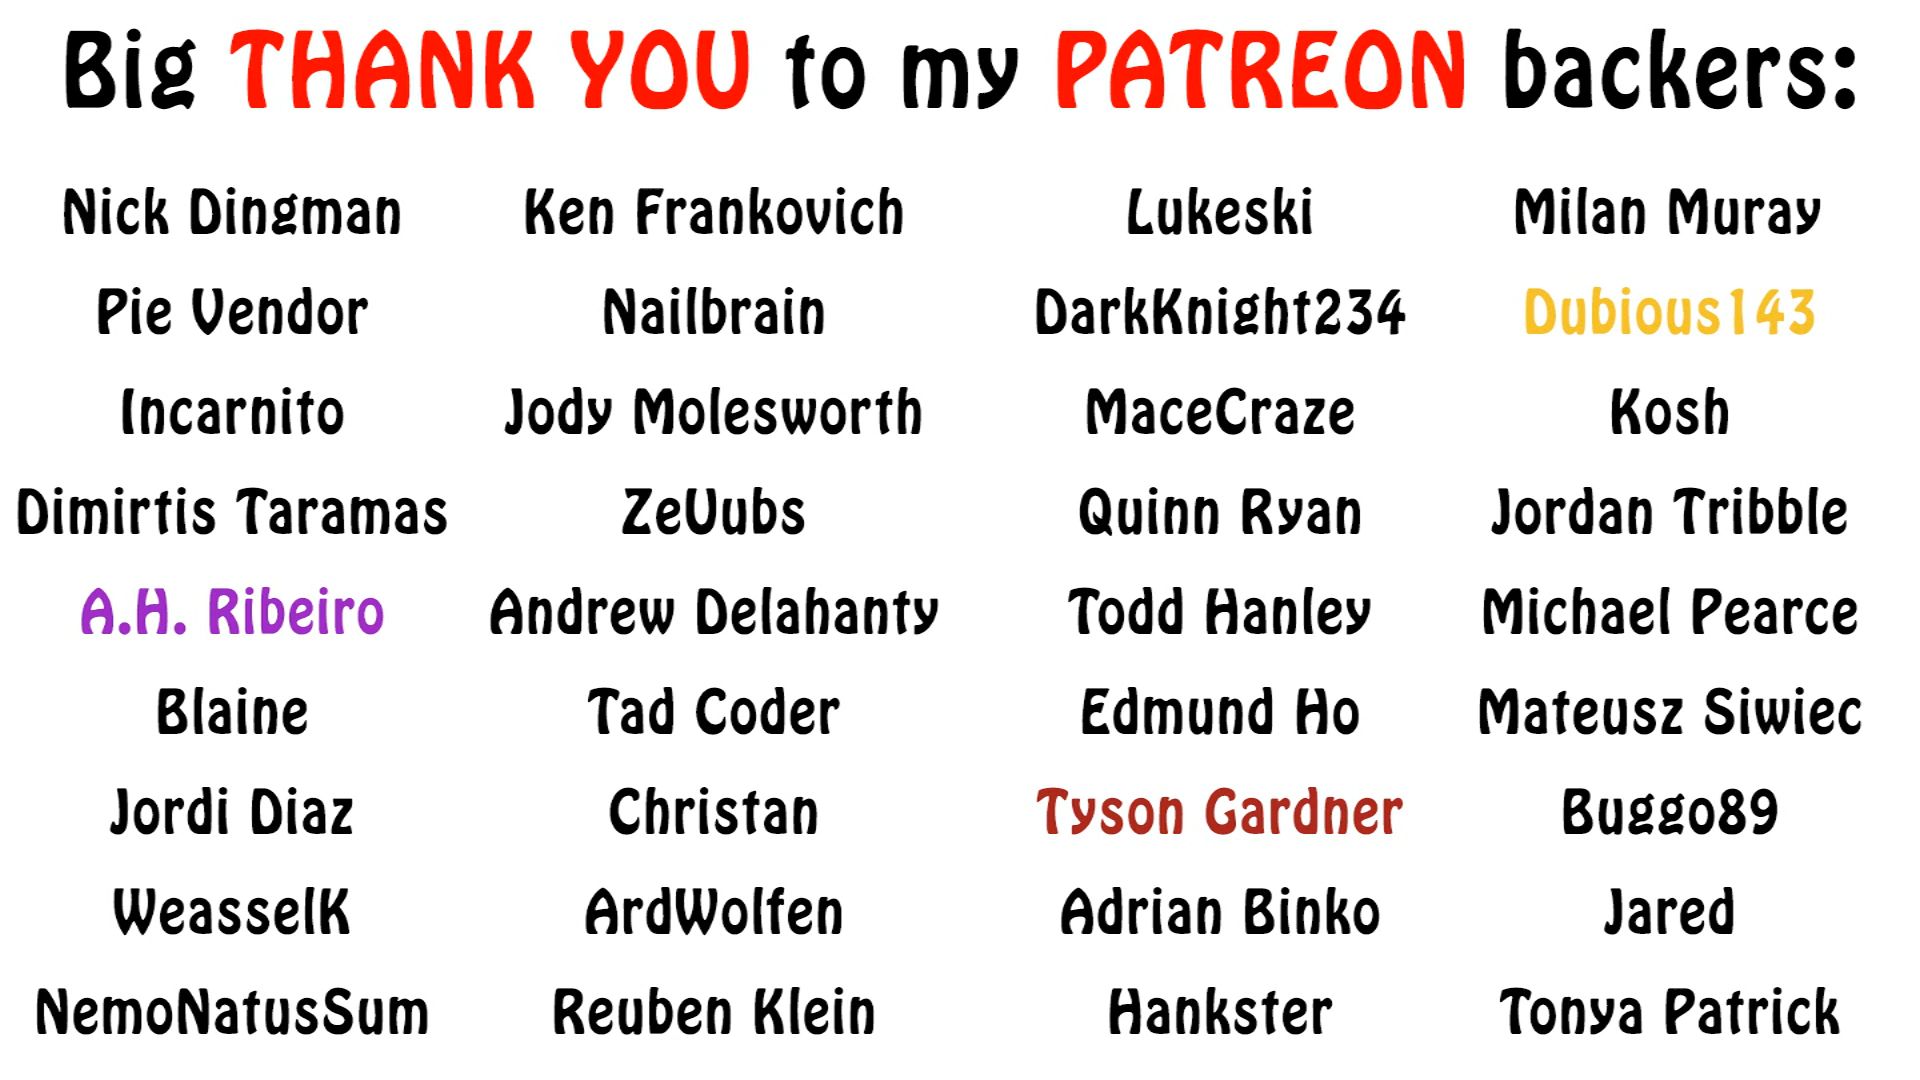 Big THANK YOU to my PATREON backers:
Nick Dingman Ken Frankovich Lukeski Milan Muray
Pie Vendor Nailbrain DarkKnight234 Dubious143
Incarnito Jody Molesworth MaceCraze Kosh
Dimirtis Taramas ZeUubs Quinn Ryan Jordan Tribble
A.H. Ribeiro Andrew Delahanty Todd Hanley Michael Pearce
Blaine Tad Coder Edmund Ho Mateusz Siwiec
Jordi Diaz Christan Tyson Gardner Buggo89
WeasselK ArdWolfen Adrian Binko Jared
NemoNatusSum Reuben Klein Hankster Tonya Patrick